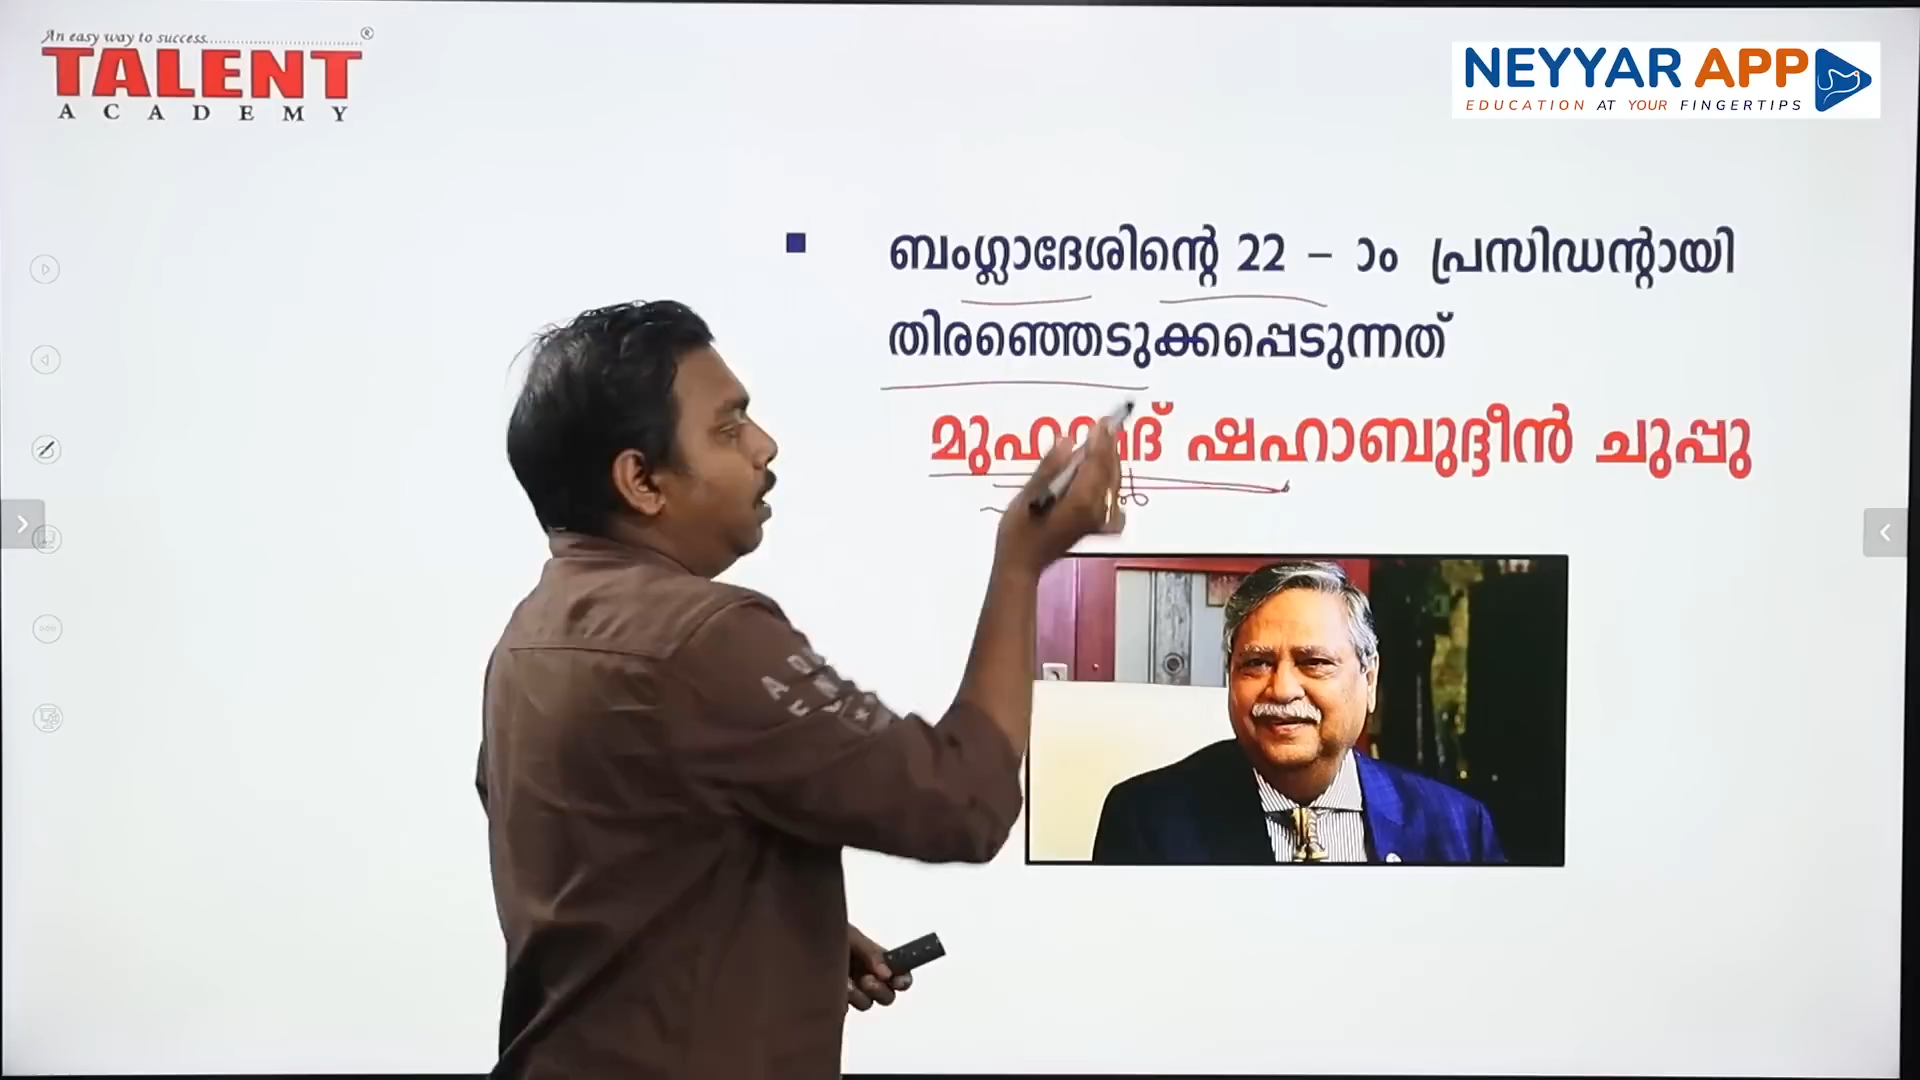 An easy way to success........................................®
TALENT
ACADEMY
NEYYAR APP
EDUCATION AT YOUR FINGERTIPS
ബംഗ്ലാദേശിന്റെ 22 – ാം പ്രസിഡന്റായി
തിരഞ്ഞെടുക്കപ്പെടുന്നത്
ഷഹാബുദ്ദീൻ ചുപ്പു